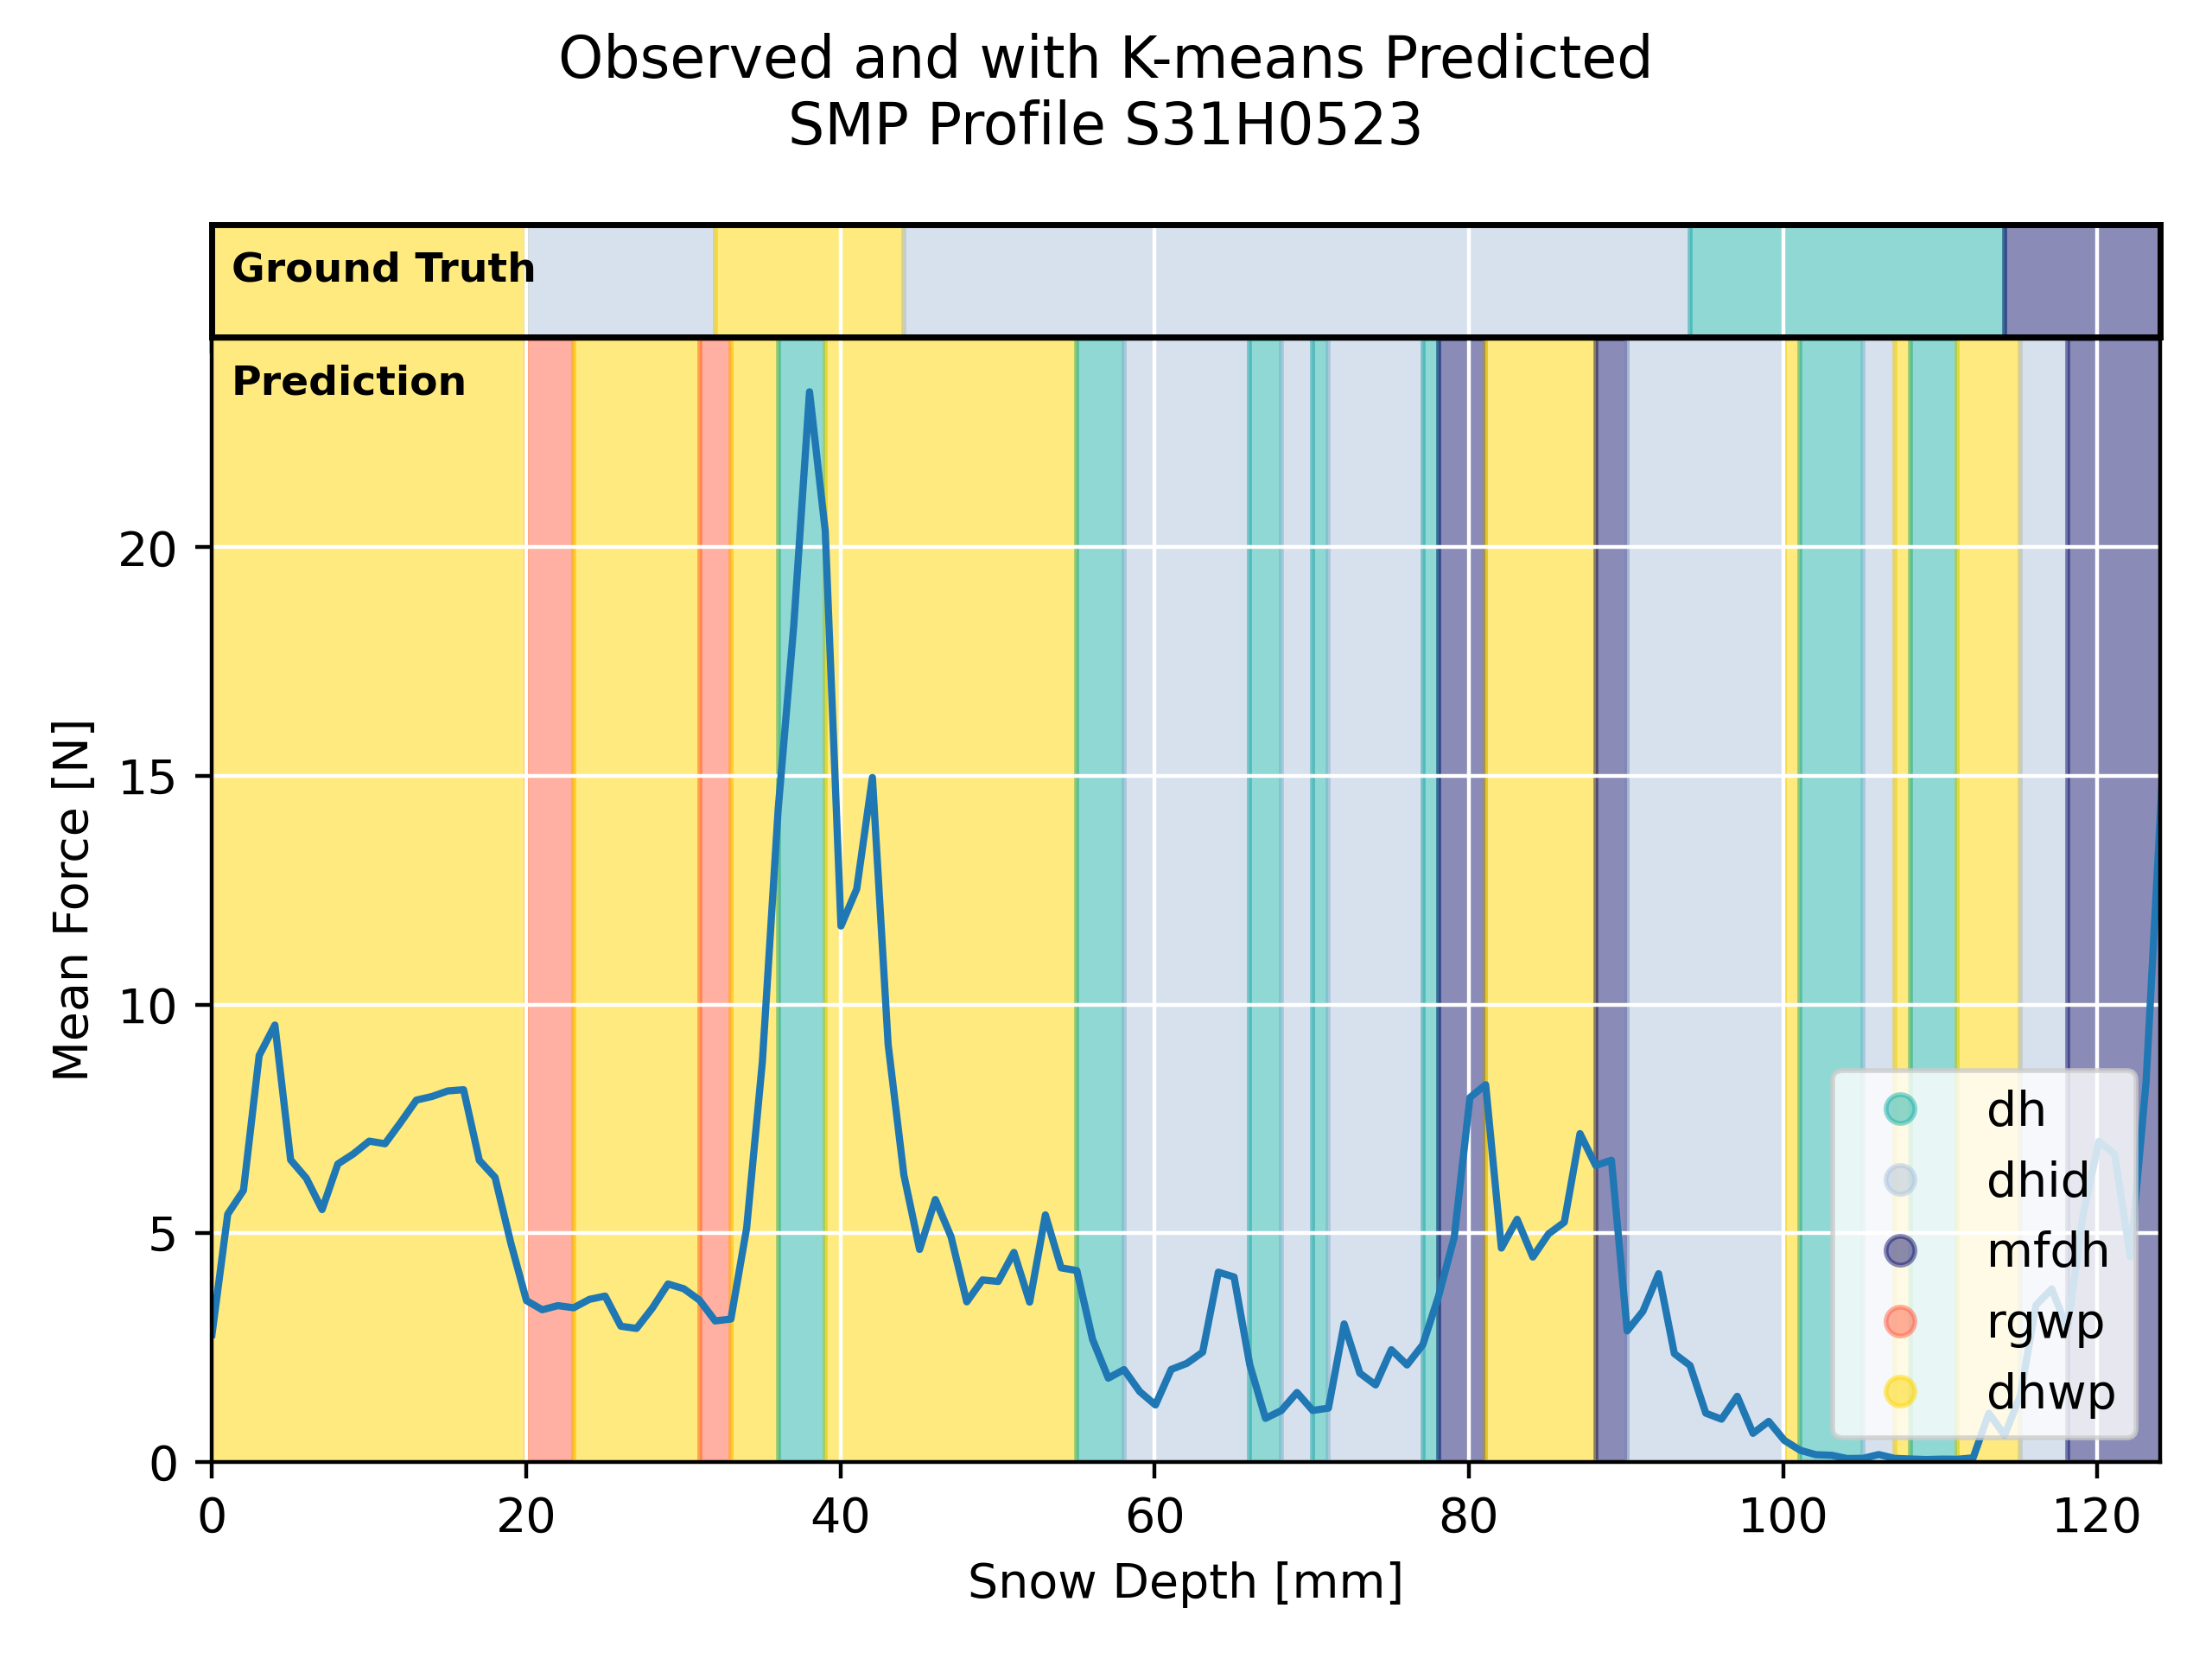 Observed and with K-means Predicted
SMP Profile S31H0523
Ground Truth
Prediction
Mean Force [N]
20
15
10
5
0
dh
dhid
mfdh
rgwp
dhwp
0 20 40 60 80 100 120
Snow Depth [mm]